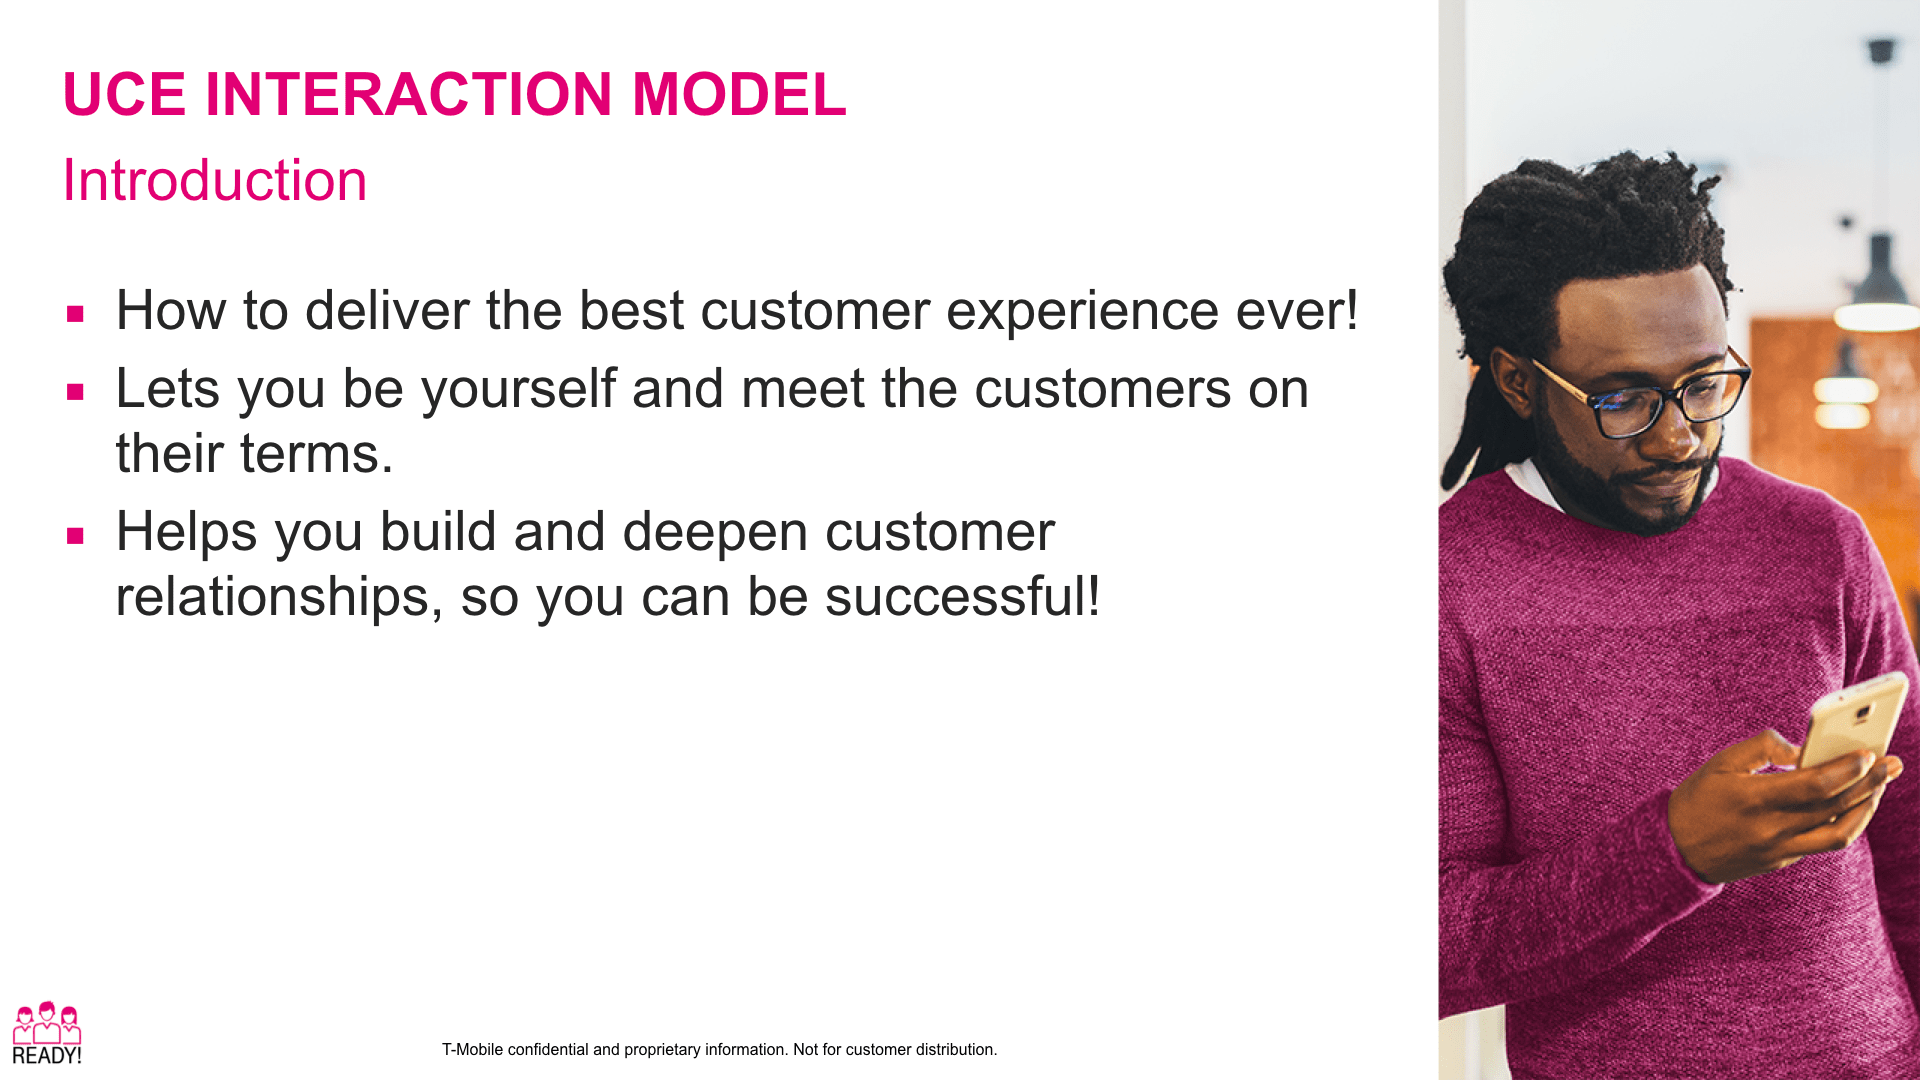 UCE INTERACTION MODEL
Introduction
▪ How to deliver the best customer experience ever!
▪ Lets you be yourself and meet the customers on
their terms.
▪ Helps you build and deepen customer
relationships, so you can be successful!
READY!
T-Mobile confidential and proprietary information. Not for customer distribution.